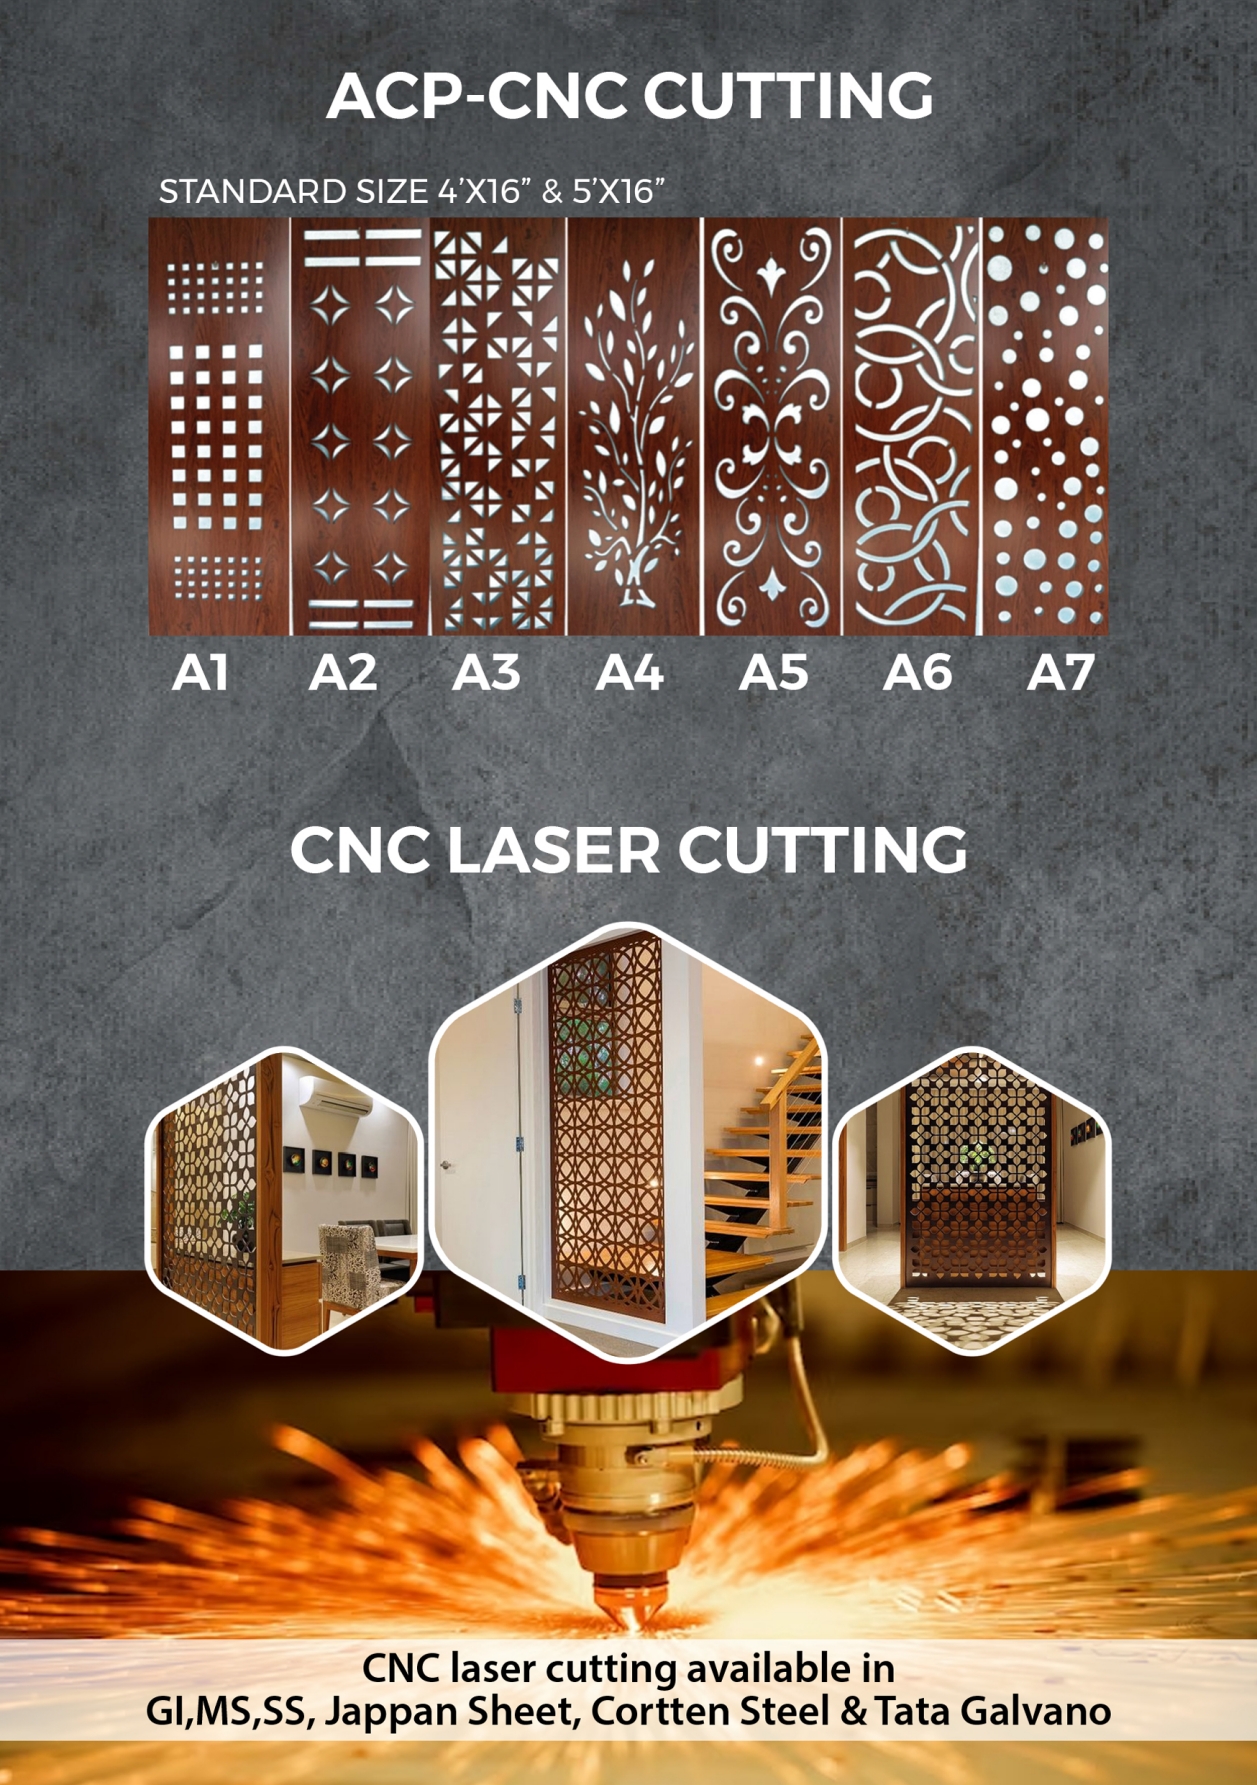 ACP-CNC CUTTING
STANDARD SIZE 4’X16” & 5’X16”
A1 A2 A3 A4 A5 A6 A7
CNC LASER CUTTING
CNC laser cutting available in
GI,MS,SS, Jappan Sheet, Cortten Steel & Tata Galvano